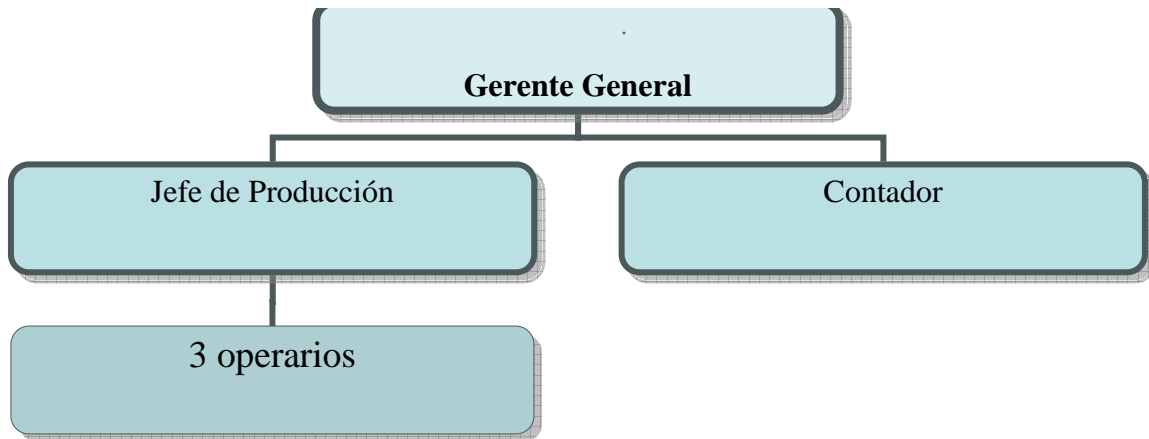 .
Gerente General
Jefe de Producción
Contador
3 operarios